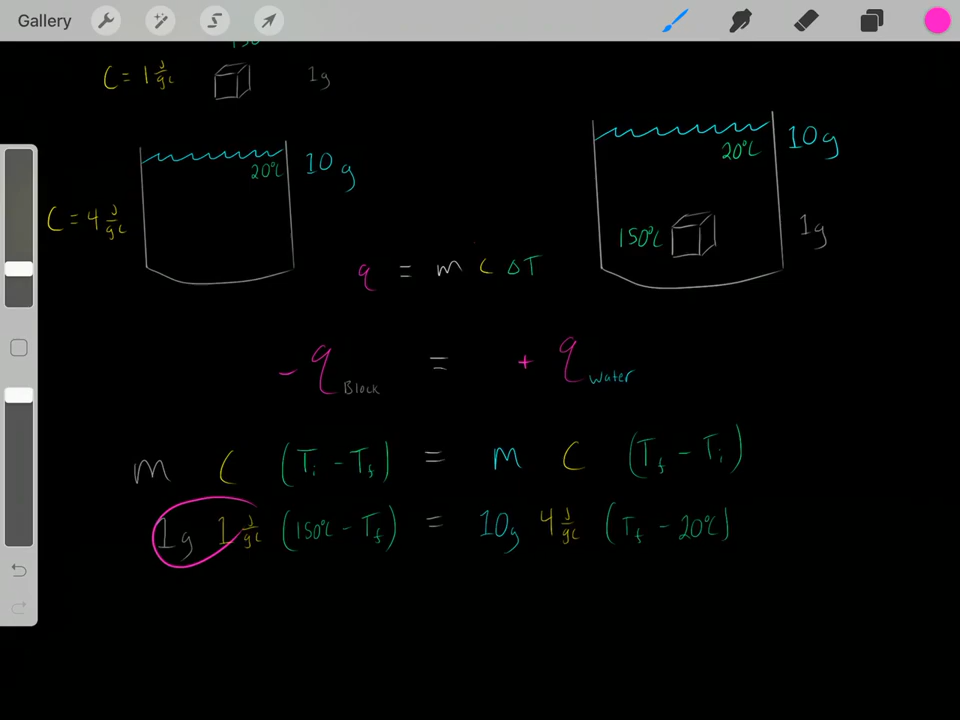 Gallery
C = 1 J/gC
1g
20°C
10g
20°C
10g
C = 4 J/gC
150°C
1g
q = m C ΔT
- q Block = + q Water
m C (Ti - Tf) = m C (Tf - Ti)
1g 1 J/gC (150°C - Tf) = 10g 4 J/gC (Tf - 20°C)